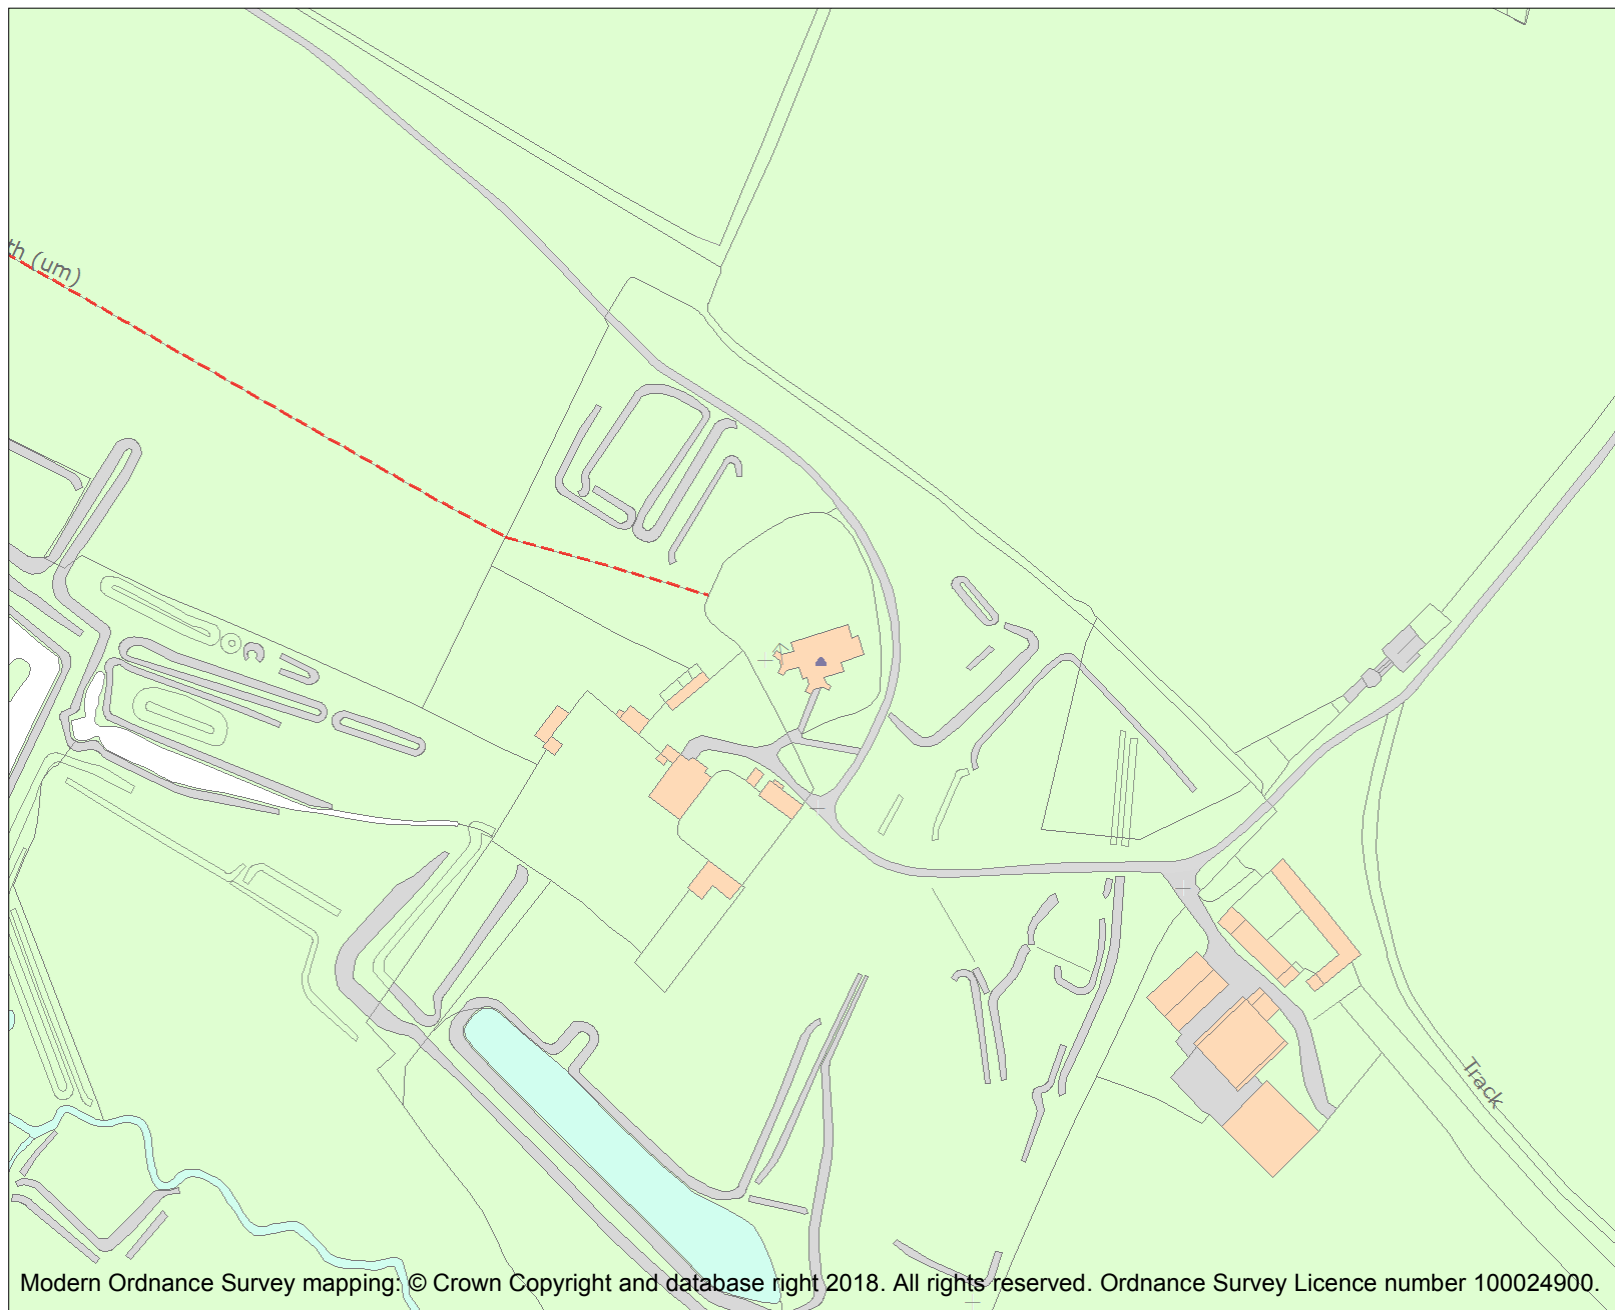 th (um)
Track
Modern Ordnance Survey mapping: © Crown Copyright and database right 2018. All rights reserved. Ordnance Survey Licence number 100024900.